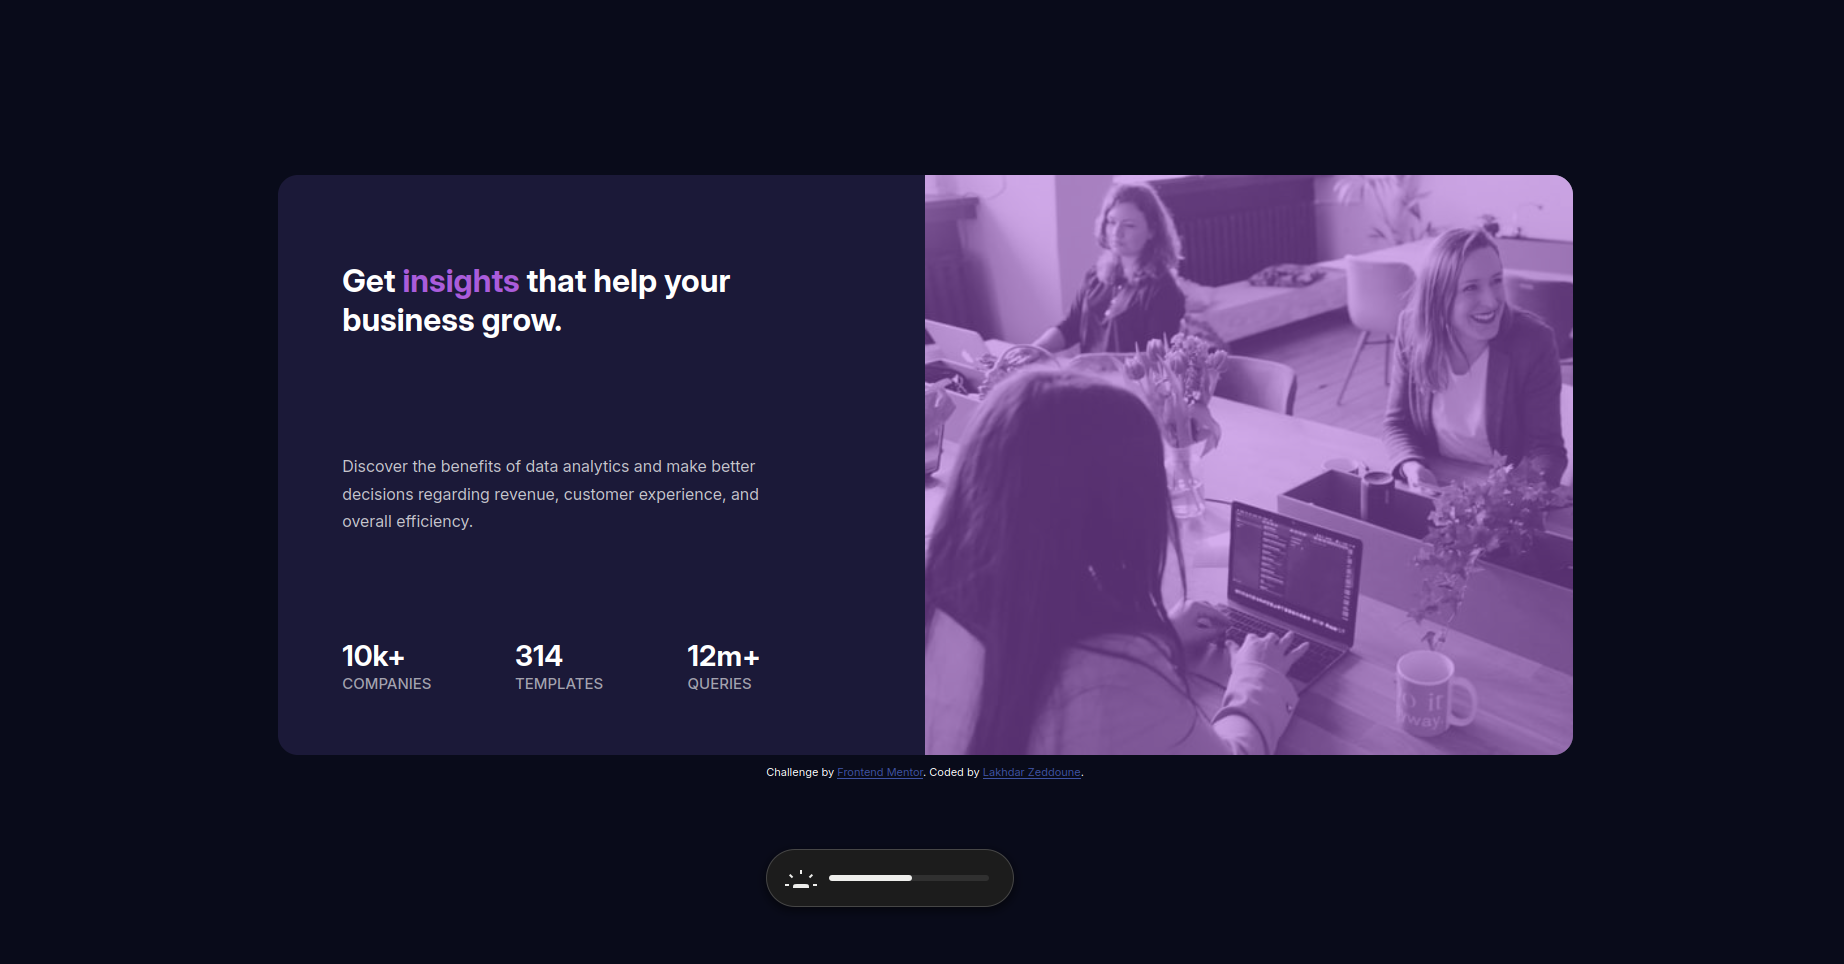 Get insights that help your
business grow.
Discover the benefits of data analytics and make better
decisions regarding revenue, customer experience, and
overall efficiency.
10k+
COMPANIES
314
TEMPLATES
12m+
QUERIES
Challenge by Frontend Mentor. Coded by Lakhdar Zeddoune.